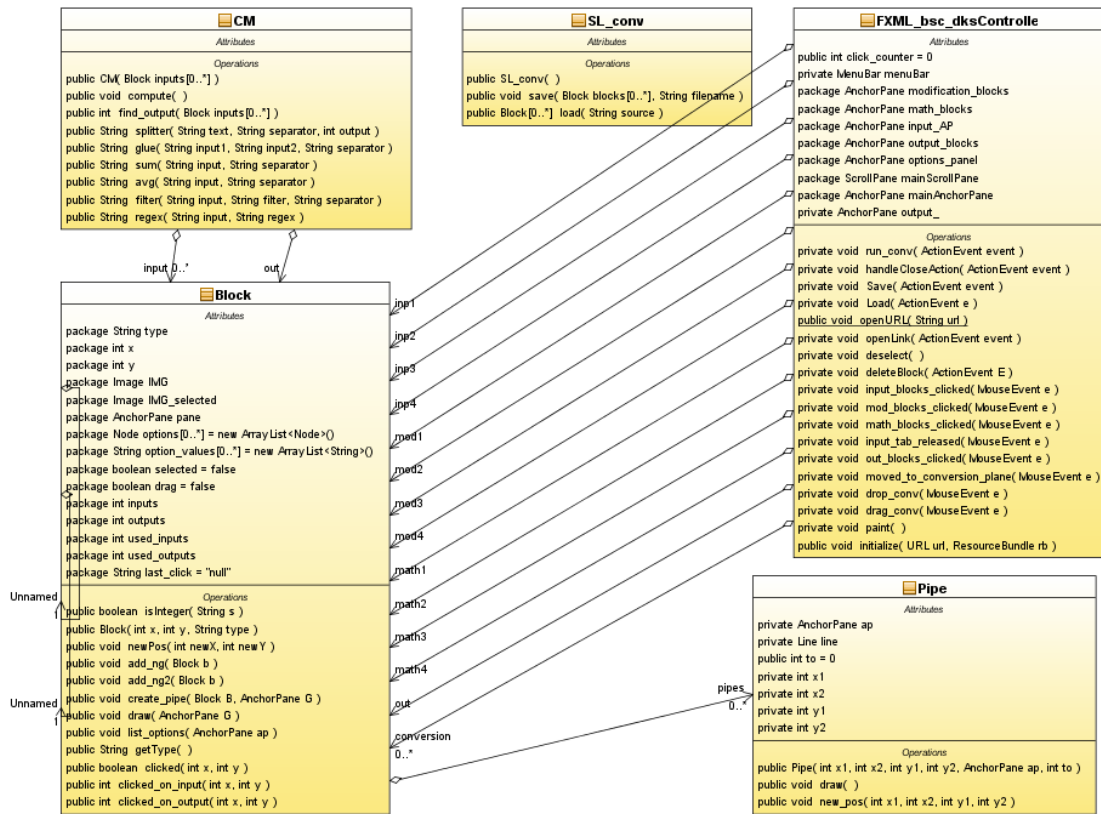 CM
Attributes
Operations
public CM( Block inputs[0..*] )
public void compute( )
public int find_output( Block inputs[0..*] )
public String splitter( String text, String separator, int output )
public String glue( String input1, String input2, String separator )
public String sum( String input, String separator )
public String avg( String input, String separator )
public String filter( String input, String filter, String separator )
public String regex( String input, String regex )
SL_conv
Attributes
Operations
public SL_conv( )
public void save( Block blocks[0..*], String filename )
public Block[0..*] load( String source )
FXML_bsc_dksControlle
Attributes
public int click_counter = 0
private MenuBar menuBar
package AnchorPane modification_blocks
package AnchorPane math_blocks
package AnchorPane input_AP
package AnchorPane output_blocks
package AnchorPane options_panel
package ScrollPane mainScrollPane
package AnchorPane mainAnchorPane
private AnchorPane output_
Operations
private void run_conv( ActionEvent event )
private void handleCloseAction( ActionEvent event )
private void Save( ActionEvent event )
private void Load( ActionEvent e )
public void openURL( String url )
private void openLink( ActionEvent event )
private void deselect( )
private void deleteBlock( ActionEvent E )
private void input_blocks_clicked( MouseEvent e )
private void mod_blocks_clicked( MouseEvent e )
private void math_blocks_clicked( MouseEvent e )
private void input_tab_released( MouseEvent e )
private void out_blocks_clicked( MouseEvent e )
private void moved_to_conversion_plane( MouseEvent e )
private void drop_conv( MouseEvent e )
private void drag_conv( MouseEvent e )
private void paint( )
public void initialize( URL url, ResourceBundle rb )
input 0..*
out
Block
Attributes
package String type
package int x
package int y
package Image IMG
package Image IMG_selected
package AnchorPane pane
package Node options[0..*] = new ArrayList<Node>()
package String option_values[0..*] = new ArrayList<String>()
package boolean selected = false
package boolean drag = false
package int inputs
package int outputs
package int used_inputs
package int used_outputs
package String last_click = "null"
Operations
public boolean isInteger( String s )
public Block( int x, int y, String type )
public void newPos( int newX, int newY )
public void add_ng( Block b )
public void add_ng2( Block b )
public void create_pipe( Block B, AnchorPane G )
public void draw( AnchorPane G )
public void list_options( AnchorPane ap )
public String getType( )
public boolean clicked( int x, int y )
public int clicked_on_input( int x, int y )
public int clicked_on_output( int x, int y )
Unnamed
1
Unnamed
1
inp1
inp2
inp3
inp4
mod1
mod2
mod3
mod4
math1
math2
math3
math4
out
conversion
0..*
pipes
0..*
Pipe
Attributes
private AnchorPane ap
private Line line
public int to = 0
private int x1
private int x2
private int y1
private int y2
Operations
public Pipe( int x1, int x2, int y1, int y2, AnchorPane ap, int to )
public void draw( )
public void new_pos( int x1, int x2, int y1, int y2 )